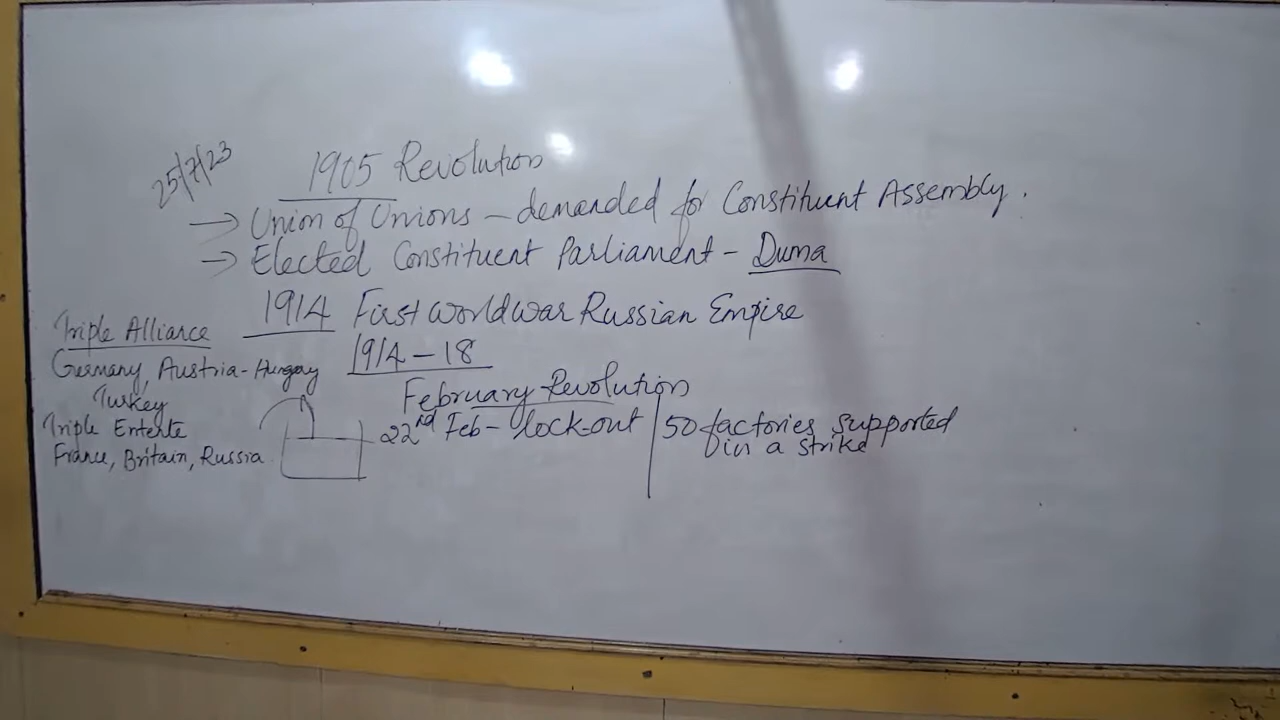 25/7/23
1905 Revolution
→ Union of Unions - demanded for Constituent Assembly.
→ Elected Constituent Parliament - Duma
1914 First world war Russian Empire
1914 - 18
Triple Alliance
Germany, Austria-Hungary
Turkey
Triple Entente
France, Britain, Russia
February Revolution
22nd Feb - lock-out
50 factories supported
in a strike